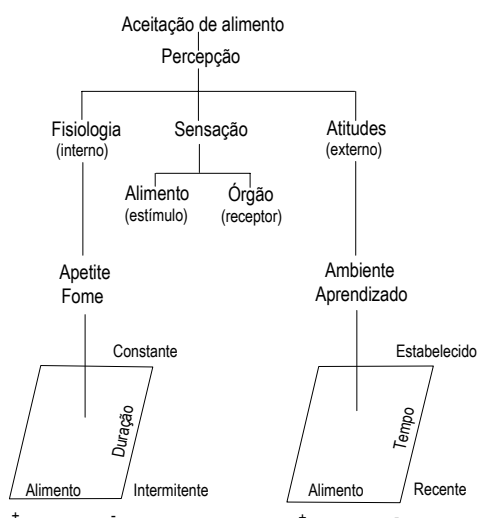 Aceitação de alimento
Percepção
Fisiologia Sensação Atitudes
(interno) (externo)
Alimento Órgão
(estímulo) (receptor)
Apetite Ambiente
Fome Aprendizado
Constante Estabelecido
Duração Tempo
Alimento Intermitente Alimento Recente
+ - + -